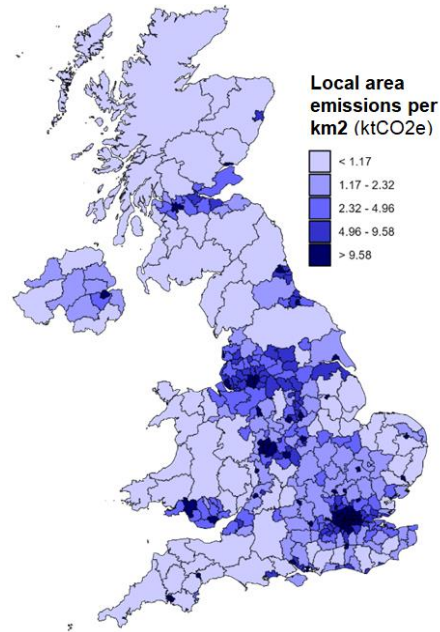 Local area
emissions per
km2 (ktCO2e)
< 1.17
1.17 - 2.32
2.32 - 4.96
4.96 - 9.58
> 9.58